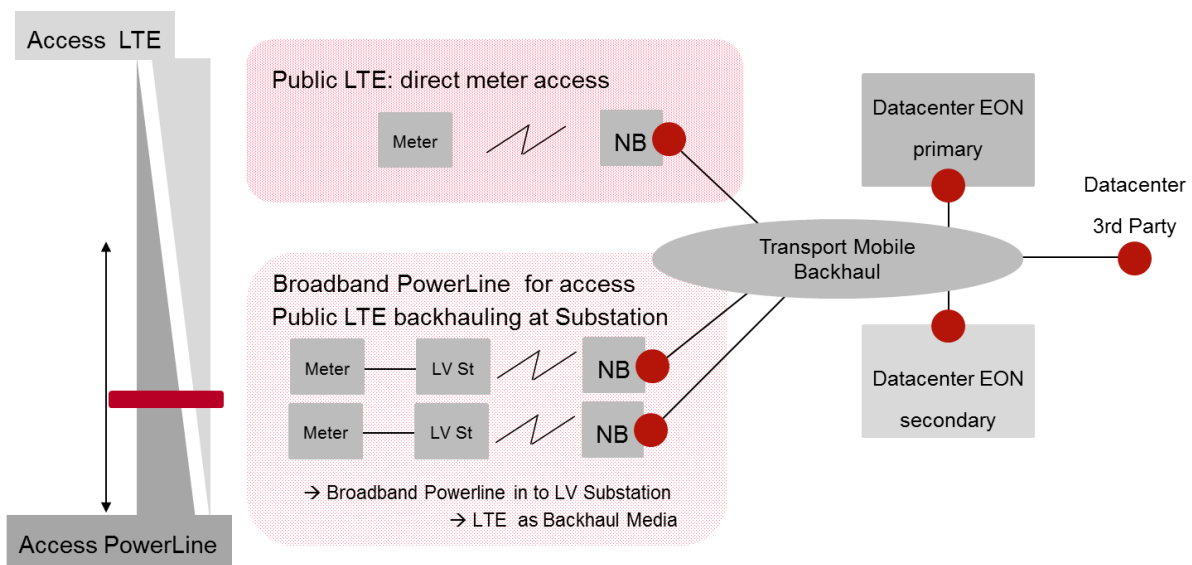 Access LTE
Access PowerLine
Public LTE: direct meter access
Meter
NB
Broadband PowerLine for access
Public LTE backhauling at Substation
Meter
LV St
NB
Meter
LV St
NB
→ Broadband Powerline in to LV Substation
→ LTE as Backhaul Media
Transport Mobile
Backhaul
Datacenter EON
primary
Datacenter
3rd Party
Datacenter EON
secondary